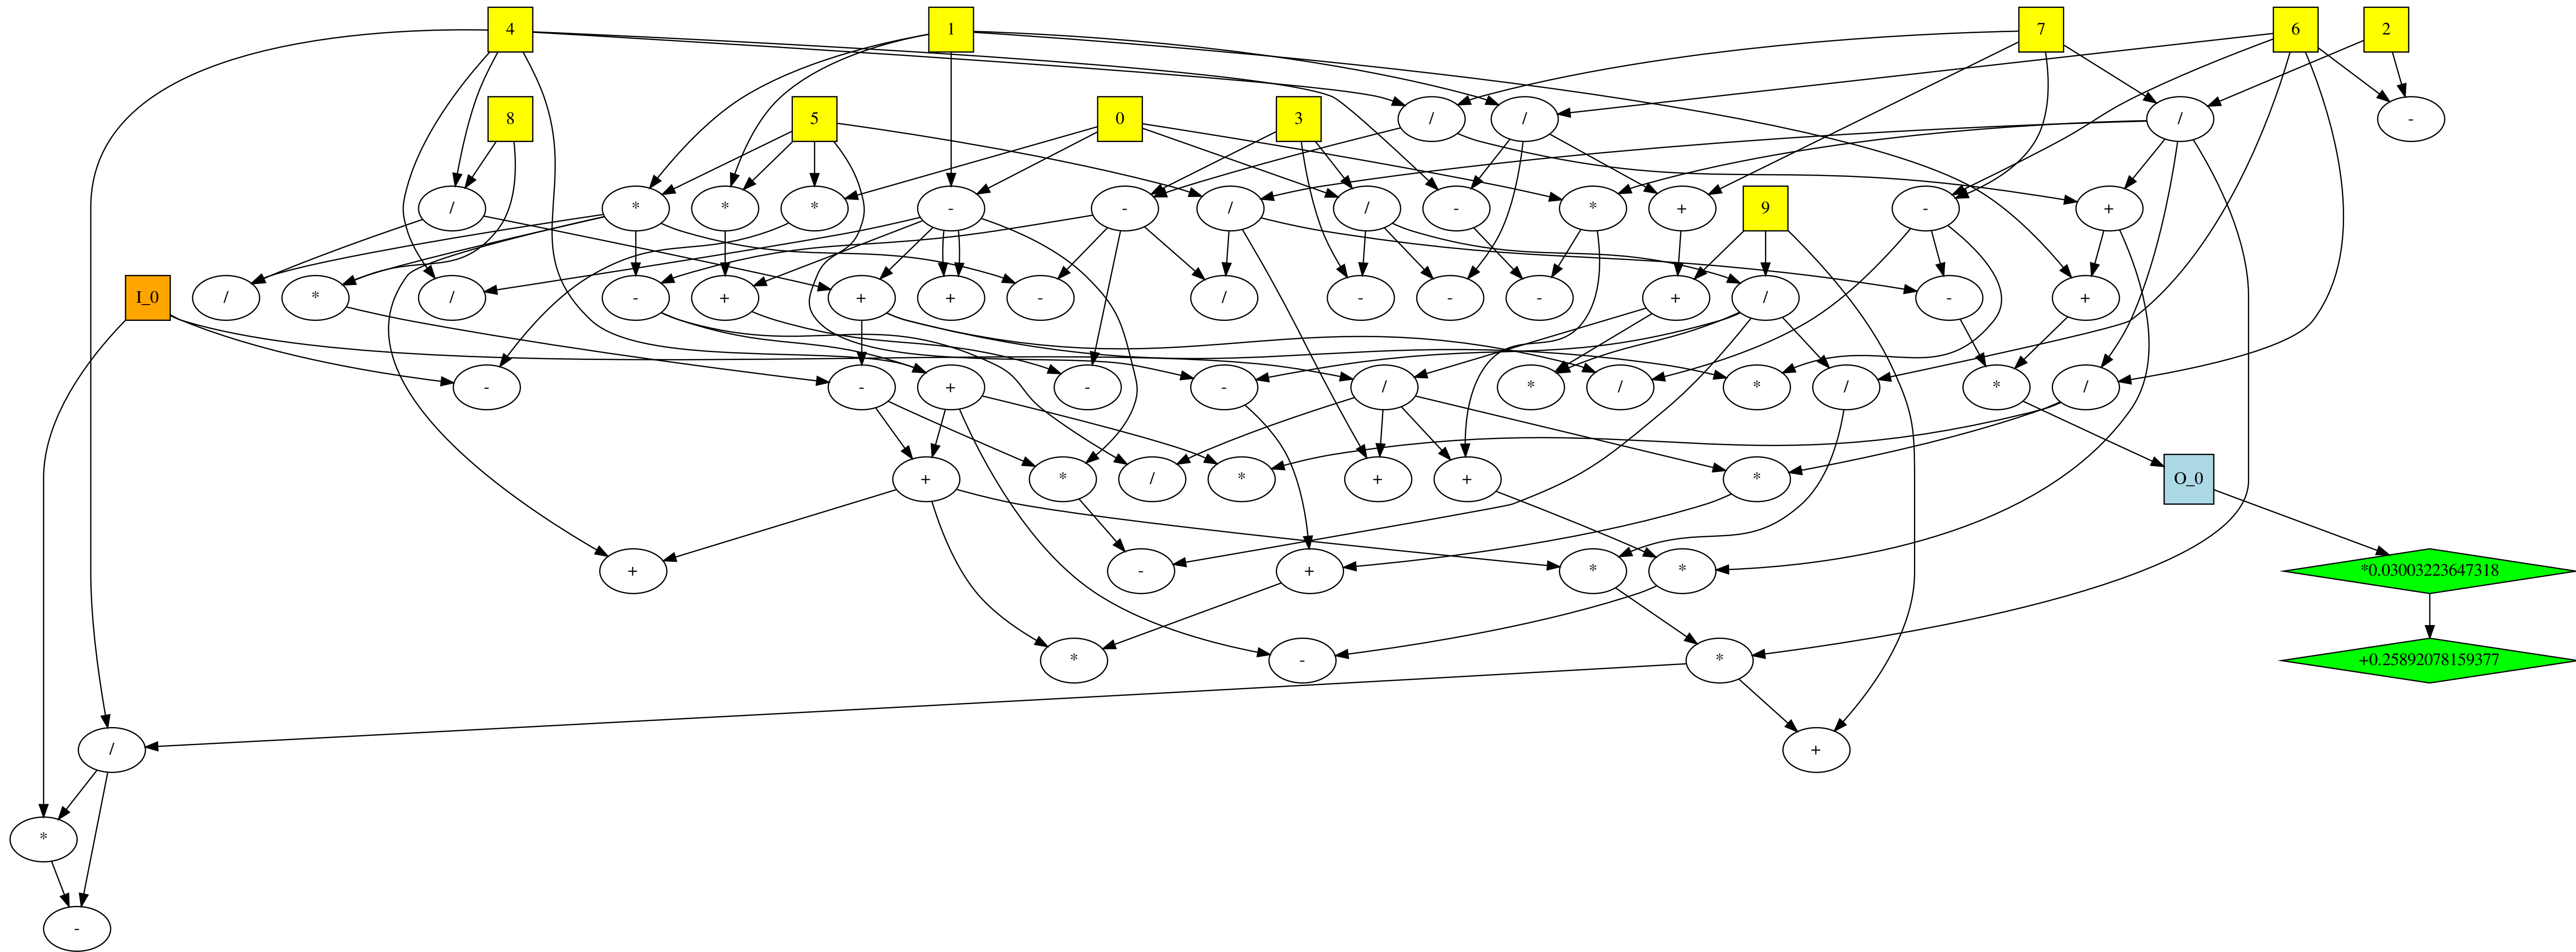 4 1 7 6 2
8 5 0 3 / / / -
/ * * * - - / / - * + 9 - +
I_0 / * / - + + + - / - - - + / - +
- - + - - / * / * / * /
+ * / * + + * O_0
+ - + * * *0.03003223647318
* - * +0.25892078159377
/ +
*
-